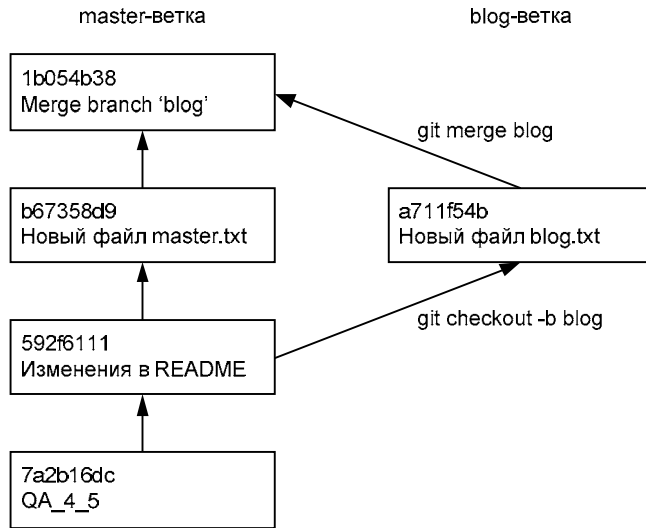 master-ветка
blog-ветка
1b054b38
Merge branch ‘blog’
git merge blog
b67358d9
Новый файл master.txt
a711f54b
Новый файл blog.txt
git checkout -b blog
592f6111
Изменения в README
7a2b16dc
QA_4_5